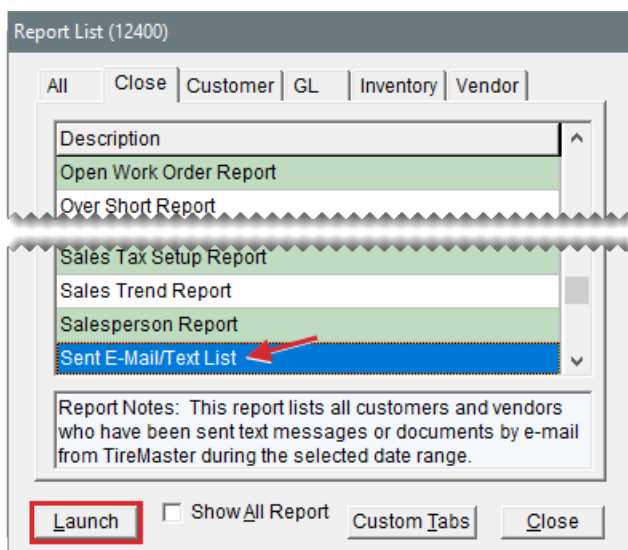 Report List (12400)
All Close Customer GL Inventory Vendor
Description
Open Work Order Report
Over Short Report
Sales Tax Setup Report
Sales Trend Report
Salesperson Report
Sent E-Mail/Text List
Report Notes: This report lists all customers and vendors
who have been sent text messages or documents by e-mail
from TireMaster during the selected date range.
Launch Show All Report Custom Tabs Close